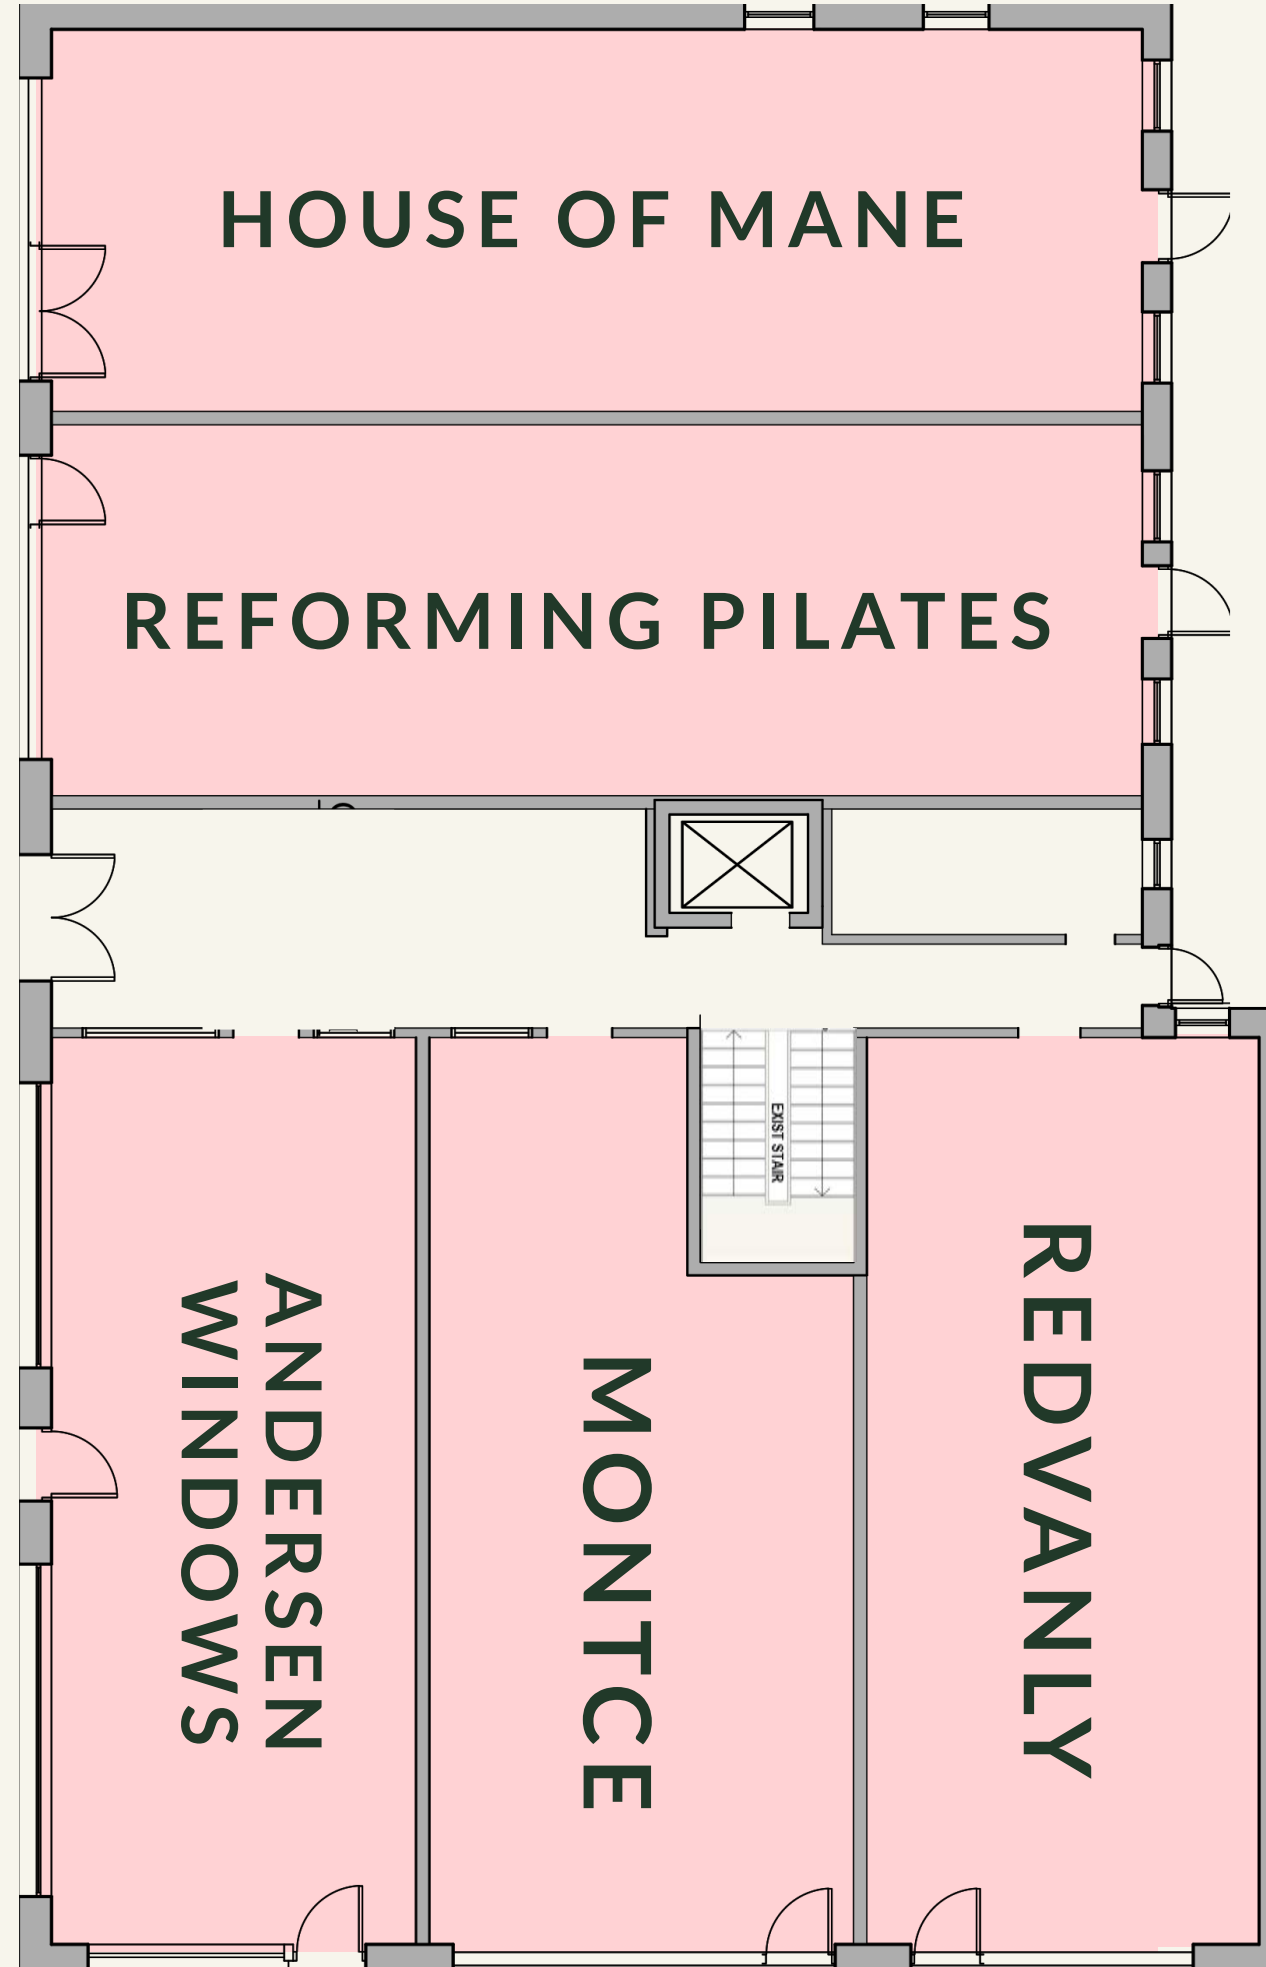 HOUSE OF MANE
REFORMING PILATES
EXIST STAIR
ANDERSEN
WINDOWS
MONTCE
REDVANLY